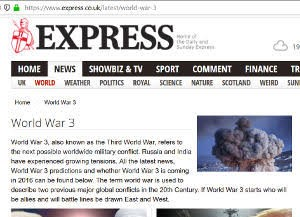 https://www.express.co.uk/latest/world-war-3
EXPRESS
Home of the Daily and Sunday Express
HOME NEWS SHOWBIZ & TV SPORT COMMENT FINANCE
UK WORLD WEATHER POLITICS ROYAL SCIENCE NATURE WEIRD
Home World War 3
World War 3
World War 3, also known as the Third World War, refers to
the next possible worldwide military conflict. Russia and India
have experienced growing tensions. All the latest news,
World War 3 predictions and whether World War 3 is coming
in 2016 can be found below. The term world war is used to
describe two previous major global conflicts in the 20th Century. If World War 3 starts who will
be allies and will battle lines be drawn East and West.